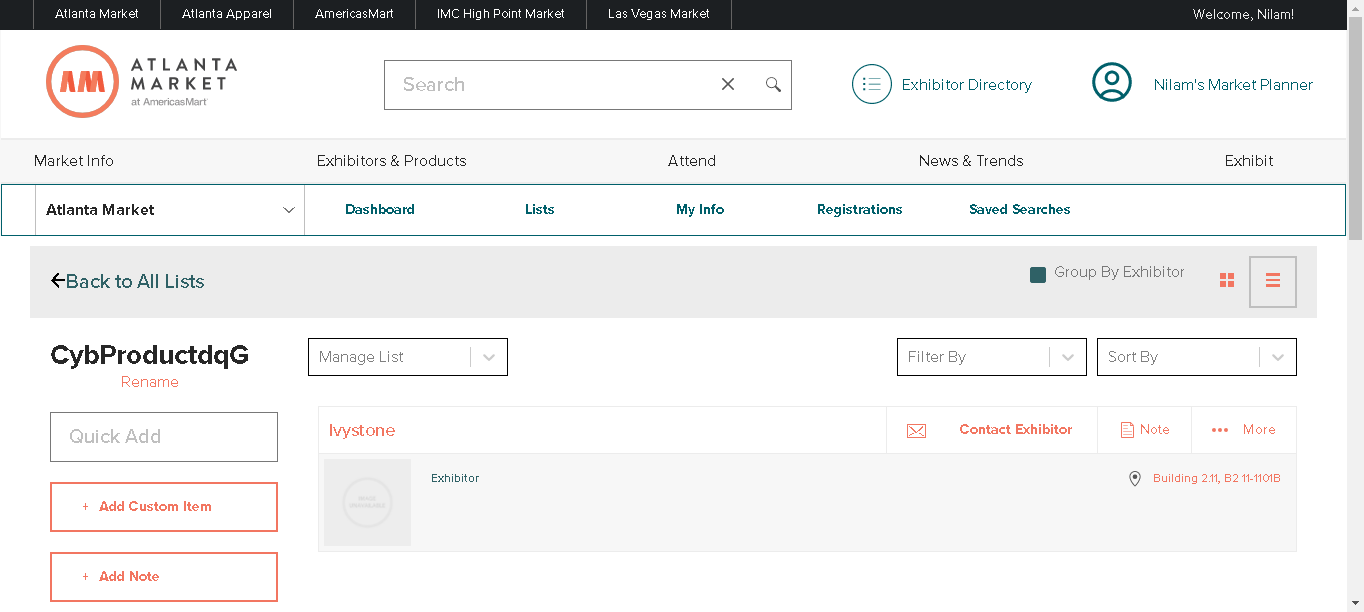 Atlanta Market Atlanta Apparel AmericasMart IMC High Point Market Las Vegas Market Welcome, Nilam!
AM ATLANTA
MARKET
at AmericasMart
Search
Exhibitor Directory
Nilam's Market Planner
Market Info Exhibitors & Products Attend News & Trends Exhibit
Atlanta Market Dashboard Lists My Info Registrations Saved Searches
Back to All Lists Group By Exhibitor
CybProductdqG
Rename
Manage List Filter By Sort By
Quick Add
+ Add Custom Item
+ Add Note
Ivystone Contact Exhibitor Note More
Exhibitor Building 2.11, B2 11-1101B